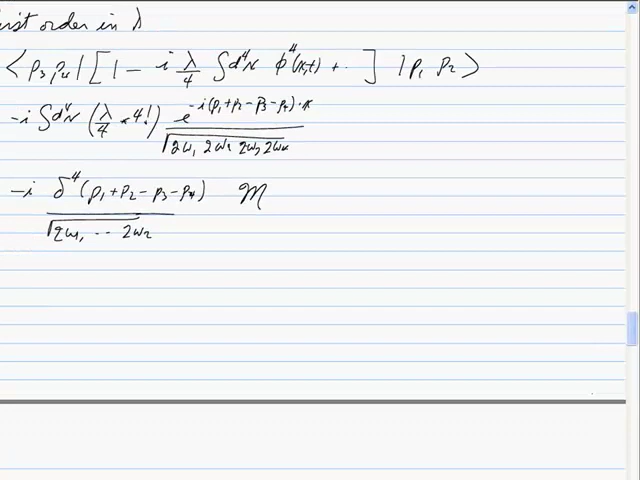 irst order in λ
< p₃ p₄ | [ 1 − i λ/4 ∫d⁴x ϕ⁴(x,t) + .. ] | p₁ p₂ >
−i ∫d⁴x (λ/4 * 4!) e^{−i(p₁+p₂−p₃−p₄)·x} / √(2ω₁ 2ω₂ 2ω₃ 2ω₄)
−i δ⁴(p₁+p₂−p₃−p₄) / √(2ω₁, ·· 2ω₂) M